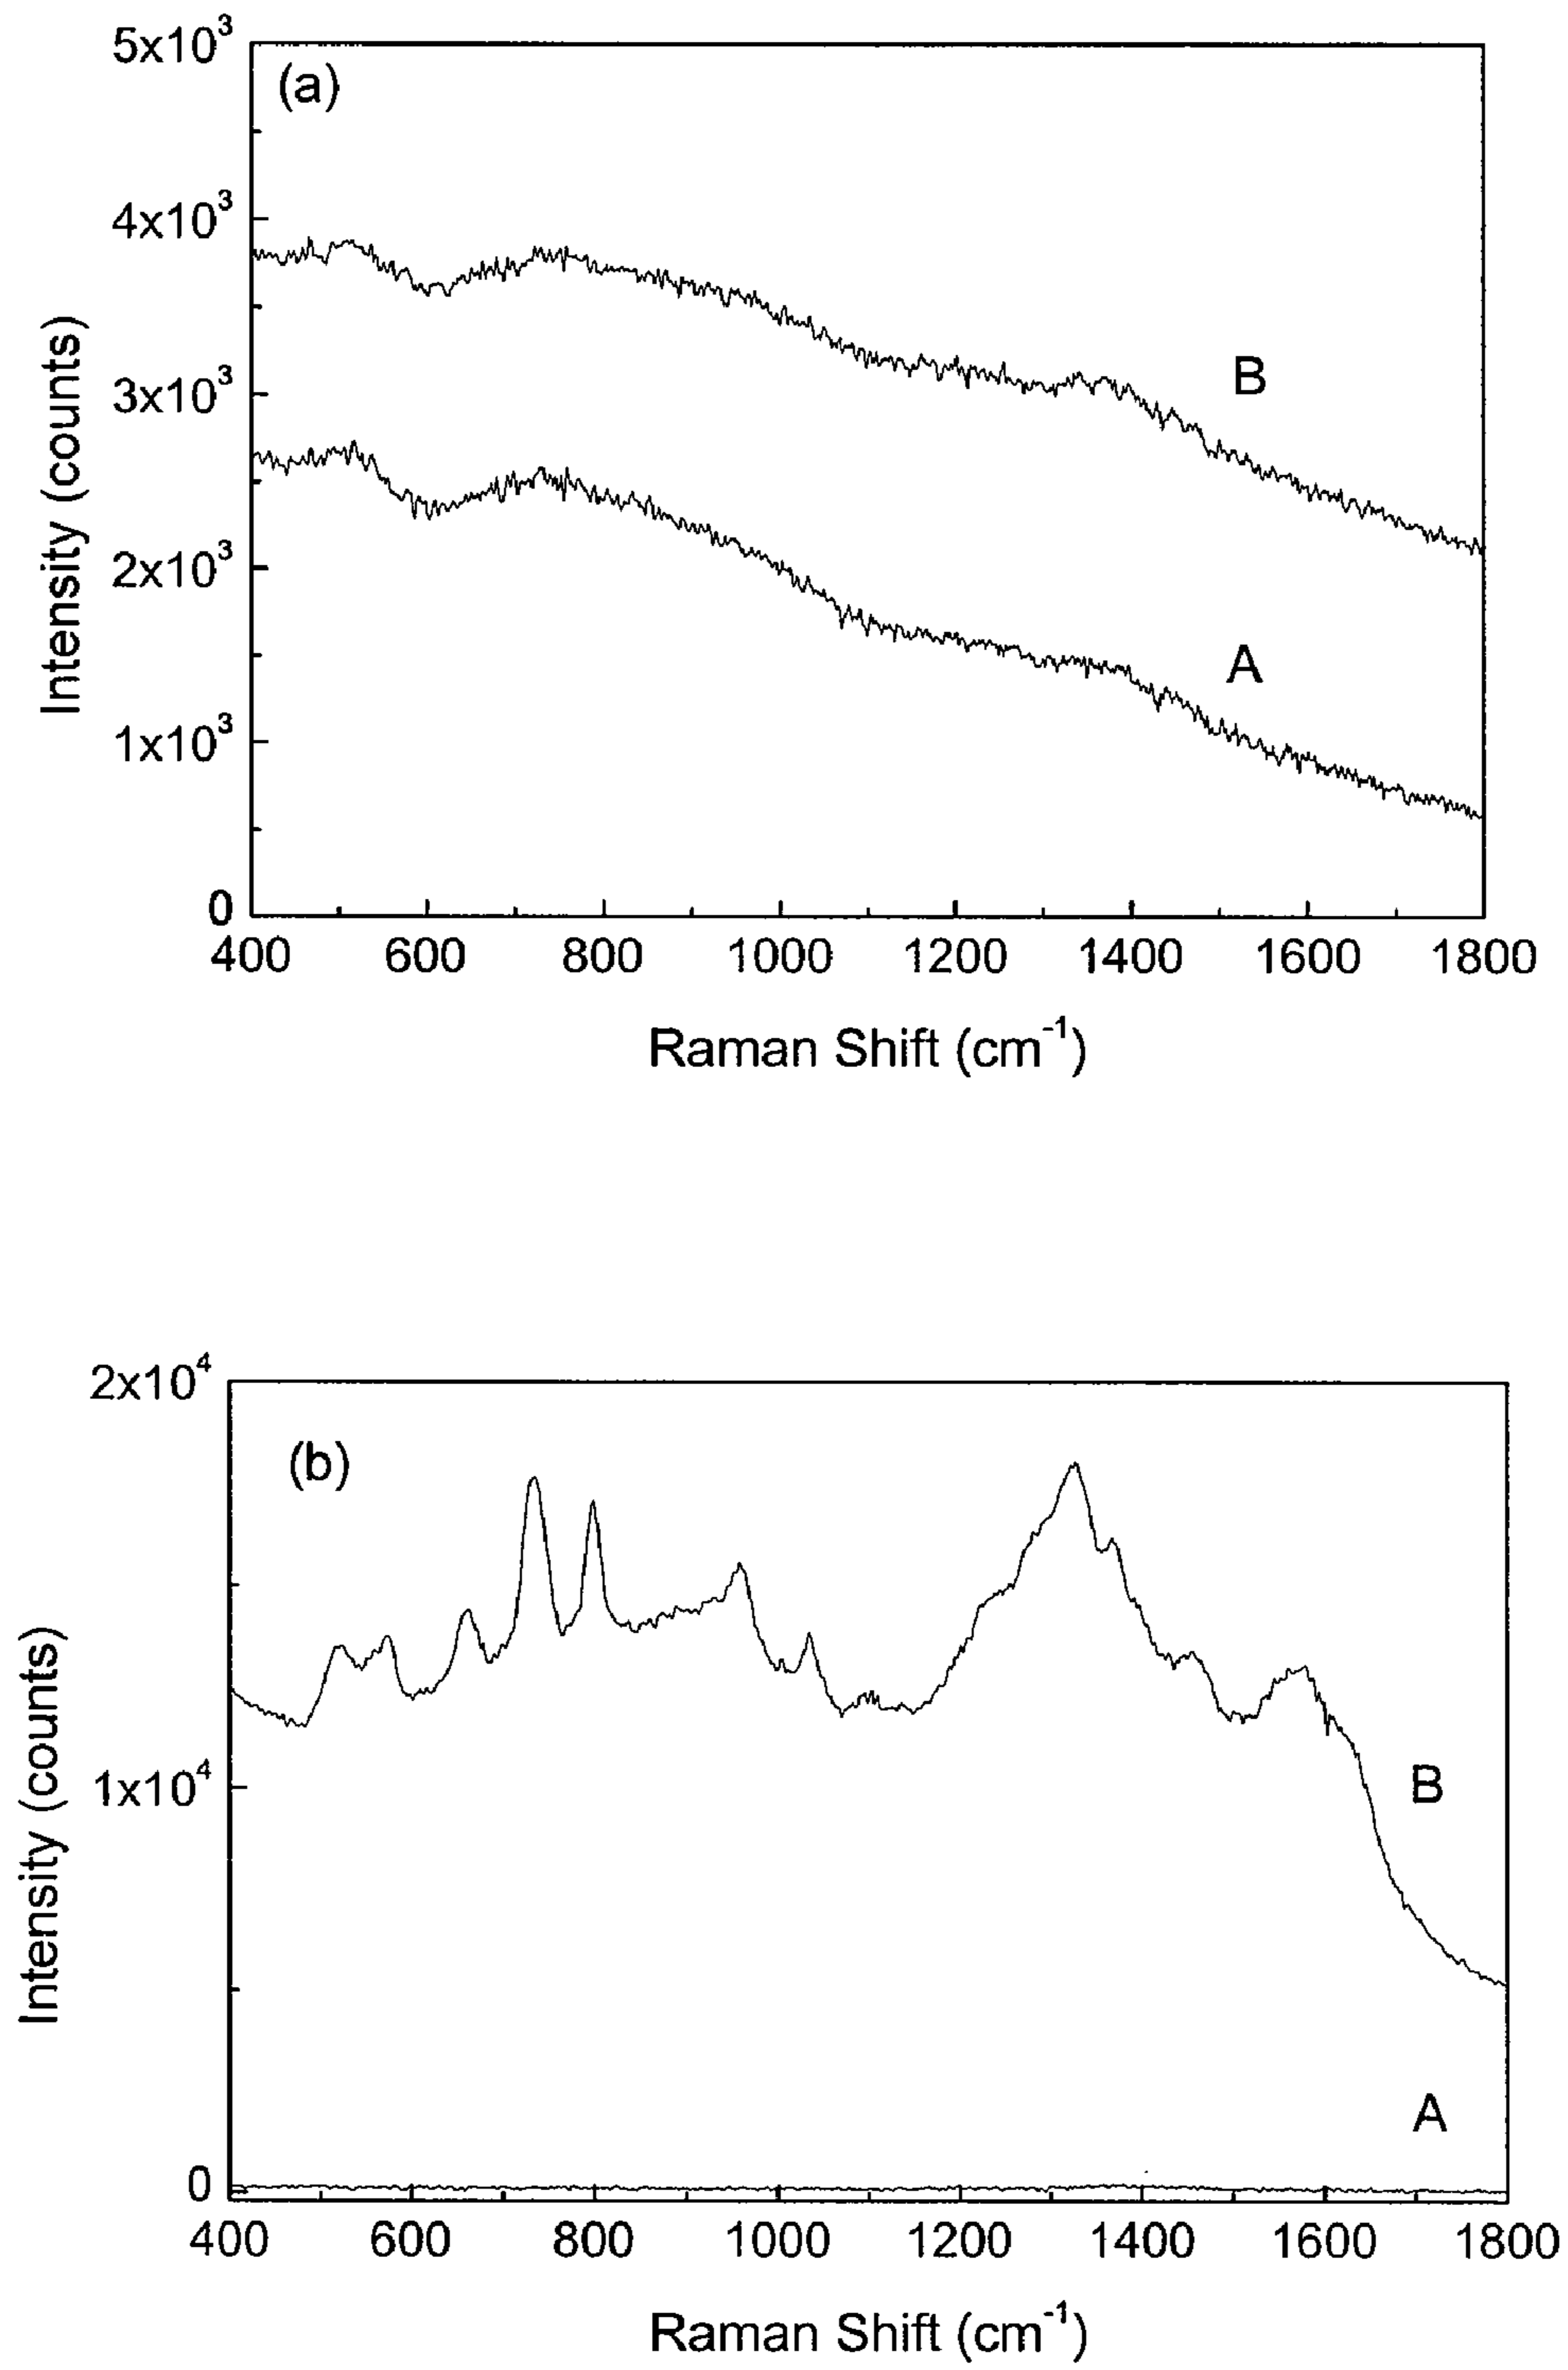 5x10³
(a)
4x10³
3x10³
B
2x10³
A
1x10³
0
Intensity (counts)
400 600 800 1000 1200 1400 1600 1800
Raman Shift (cm⁻¹)
2x10⁴
(b)
1x10⁴
B
A
0
Intensity (counts)
400 600 800 1000 1200 1400 1600 1800
Raman Shift (cm⁻¹)